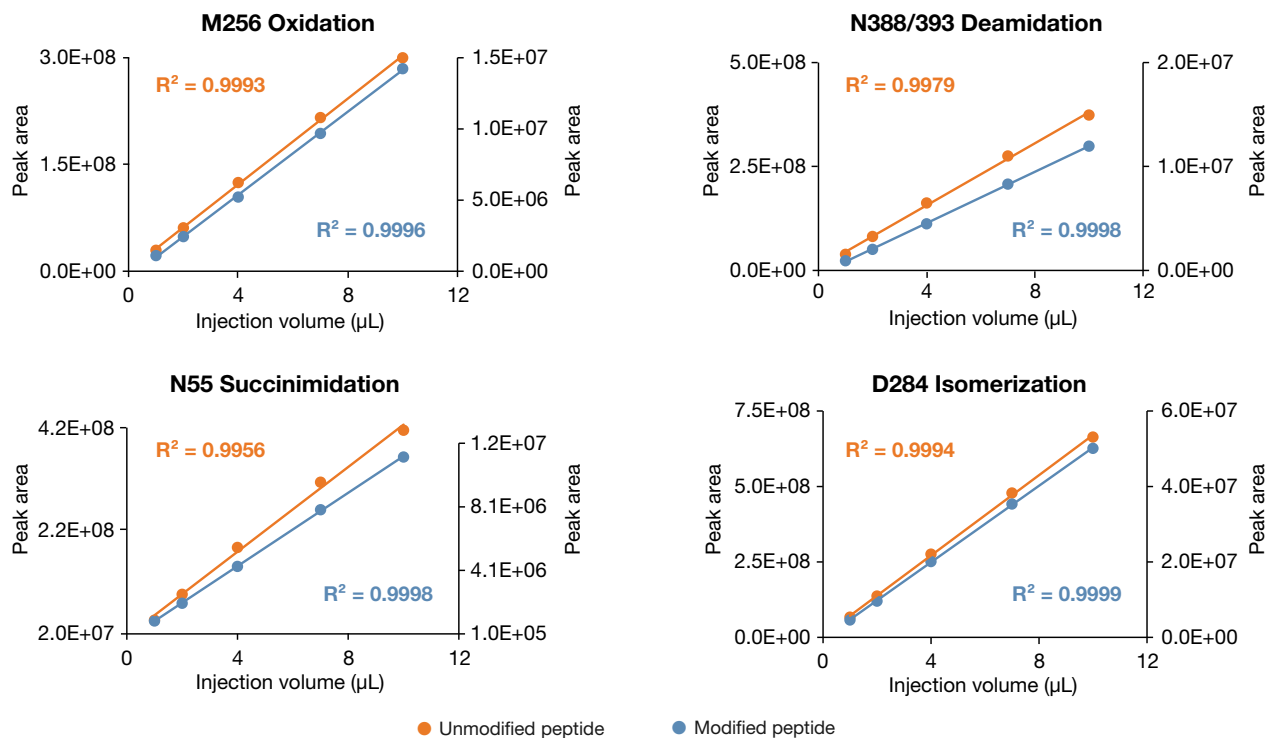 M256 Oxidation
3.0E+08
1.5E+08
0.0E+00
Peak area
R² = 0.9993
R² = 0.9996
1.5E+07
1.0E+07
5.0E+06
0.0E+00
Peak area
0 4 8 12
Injection volume (µL)
N388/393 Deamidation
5.0E+08
2.5E+08
0.0E+00
Peak area
R² = 0.9979
R² = 0.9998
2.0E+07
1.0E+07
0.0E+00
Peak area
0 4 8 12
Injection volume (µL)
N55 Succinimidation
4.2E+08
2.2E+08
2.0E+07
Peak area
R² = 0.9956
R² = 0.9998
1.2E+07
8.1E+06
4.1E+06
1.0E+05
Peak area
0 4 8 12
Injection volume (µL)
D284 Isomerization
7.5E+08
5.0E+08
2.5E+08
0.0E+00
Peak area
R² = 0.9994
R² = 0.9999
6.0E+07
4.0E+07
2.0E+07
0.0E+00
Peak area
0 4 8 12
Injection volume (µL)
Unmodified peptide
Modified peptide